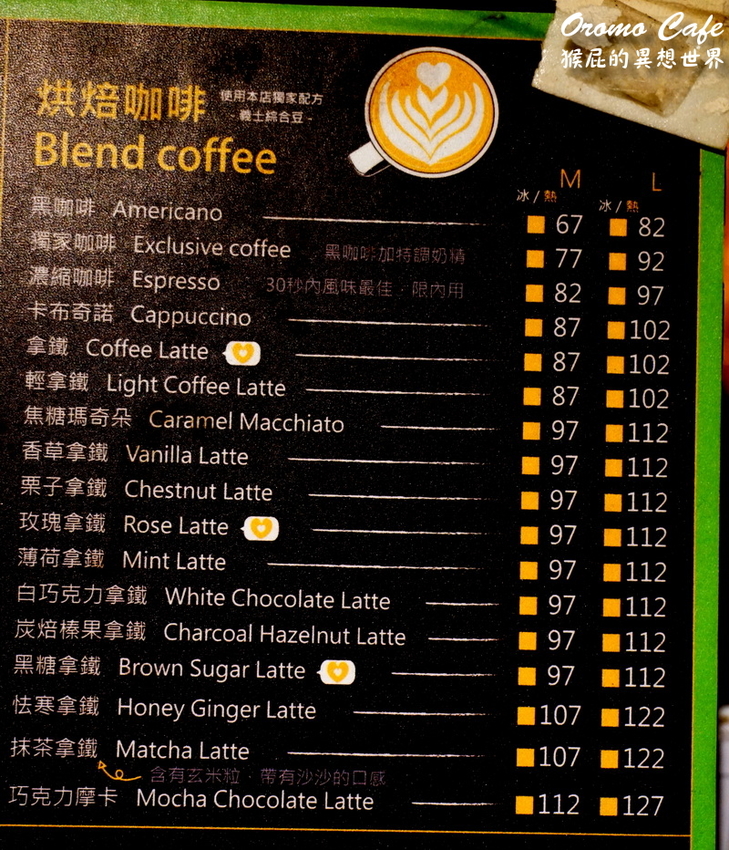 Oromo Cafe
猴屁的異想世界
烘焙咖啡 使用本店獨家配方
-義士綜合豆-
Blend coffee
M L
冰/熱 冰/熱
黑咖啡 Americano 67 82
獨家咖啡 Exclusive coffee 黑咖啡加特調奶精 77 92
濃縮咖啡 Espresso 30秒內風味最佳·限內用 82 97
卡布奇諾 Cappuccino 87 102
拿鐵 Coffee Latte 87 102
輕拿鐵 Light Coffee Latte 87 102
焦糖瑪奇朵 Caramel Macchiato 97 112
香草拿鐵 Vanilla Latte 97 112
栗子拿鐵 Chestnut Latte 97 112
玫瑰拿鐵 Rose Latte 97 112
薄荷拿鐵 Mint Latte 97 112
白巧克力拿鐵 White Chocolate Latte 97 112
炭焙榛果拿鐵 Charcoal Hazelnut Latte 97 112
黑糖拿鐵 Brown Sugar Latte 97 112
怯寒拿鐵 Honey Ginger Latte 107 122
抹茶拿鐵 Matcha Latte 107 122
含有玄米粒·帶有沙沙的口感
巧克力摩卡 Mocha Chocolate Latte 112 127